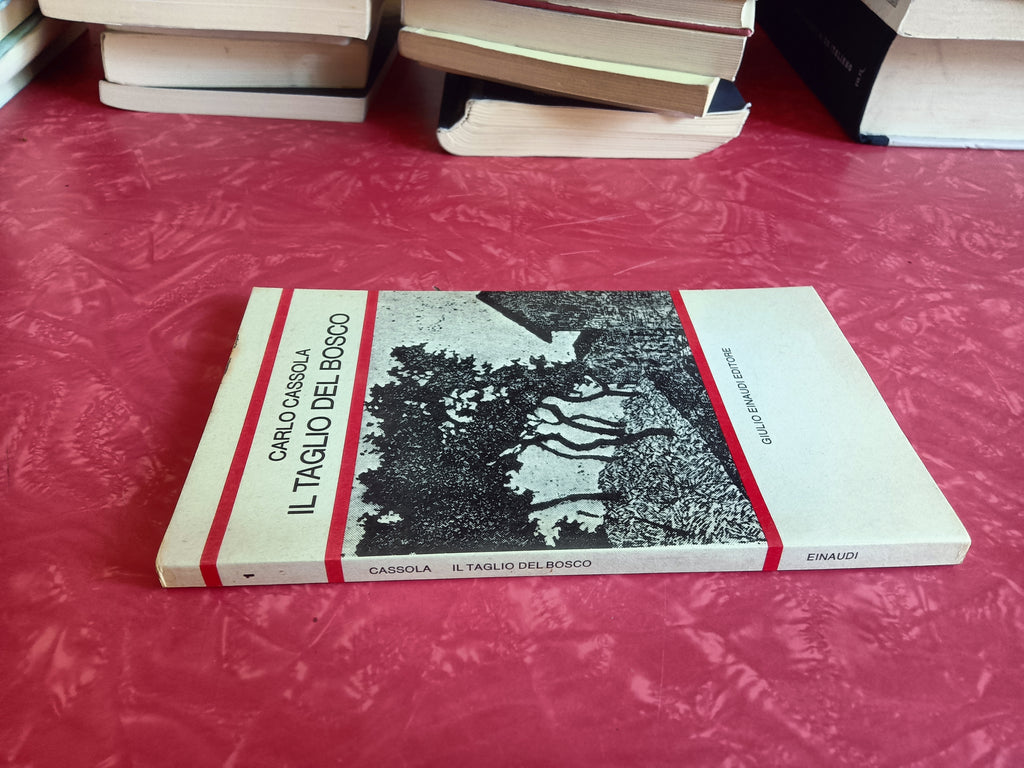 CARLO CASSOLA
IL TAGLIO DEL BOSCO
GIULIO EINAUDI EDITORE
1
CASSOLA IL TAGLIO DEL BOSCO
EINAUDI